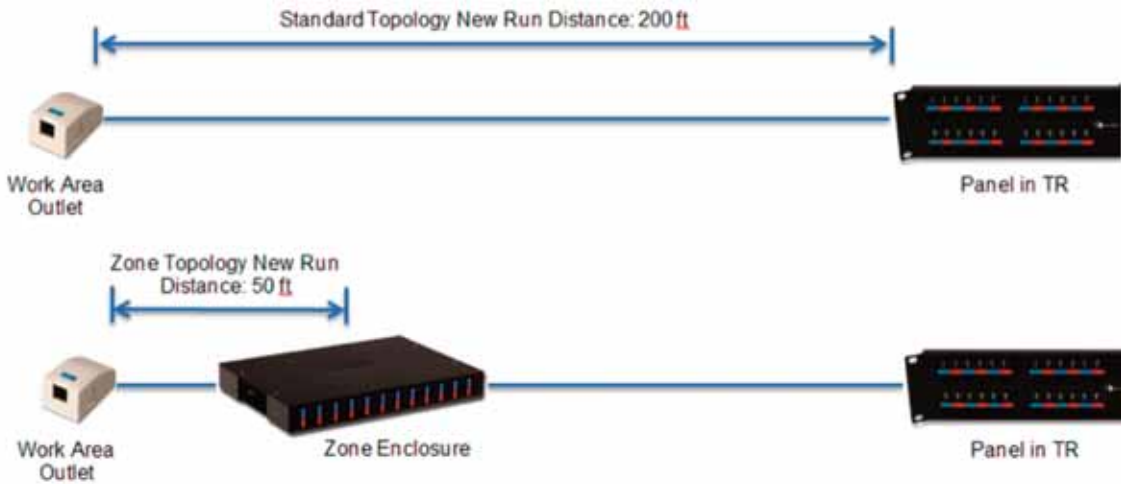 Standard Topology New Run Distance: 200 ft
Work Area
Outlet
Panel in TR
Zone Topology New Run
Distance: 50 ft
Work Area
Outlet
Zone Enclosure
Panel in TR